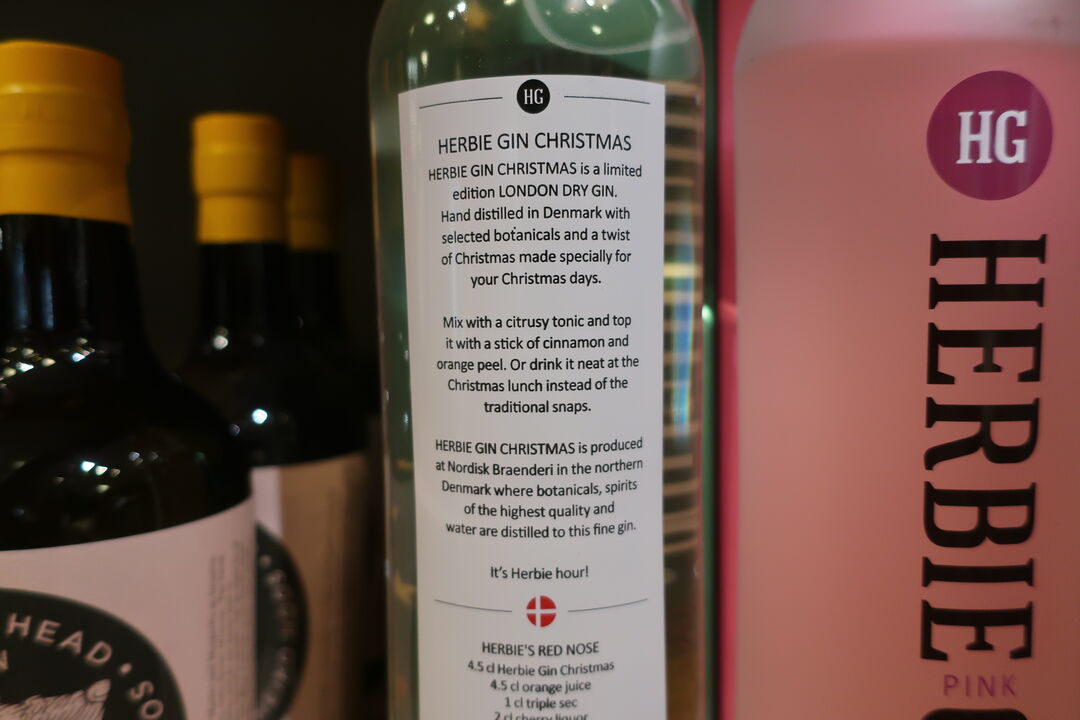 HG
HERBIE GIN CHRISTMAS
HERBIE GIN CHRISTMAS is a limited
edition LONDON DRY GIN.
Hand distilled in Denmark with
selected botanicals and a twist
of Christmas made specially for
your Christmas days.
Mix with a citrusy tonic and top
it with a stick of cinnamon and
orange peel. Or drink it neat at the
Christmas lunch instead of the
traditional snaps.
HERBIE GIN CHRISTMAS is produced
at Nordisk Braenderi in the northern
Denmark where botanicals, spirits
of the highest quality and
water are distilled to this fine gin.
It's Herbie hour!
HERBIE'S RED NOSE
4.5 cl Herbie Gin Christmas
4.5 cl orange juice
1 cl triple sec
2 cl cherry liquor
HG
HERBIE
PINK
HEAD